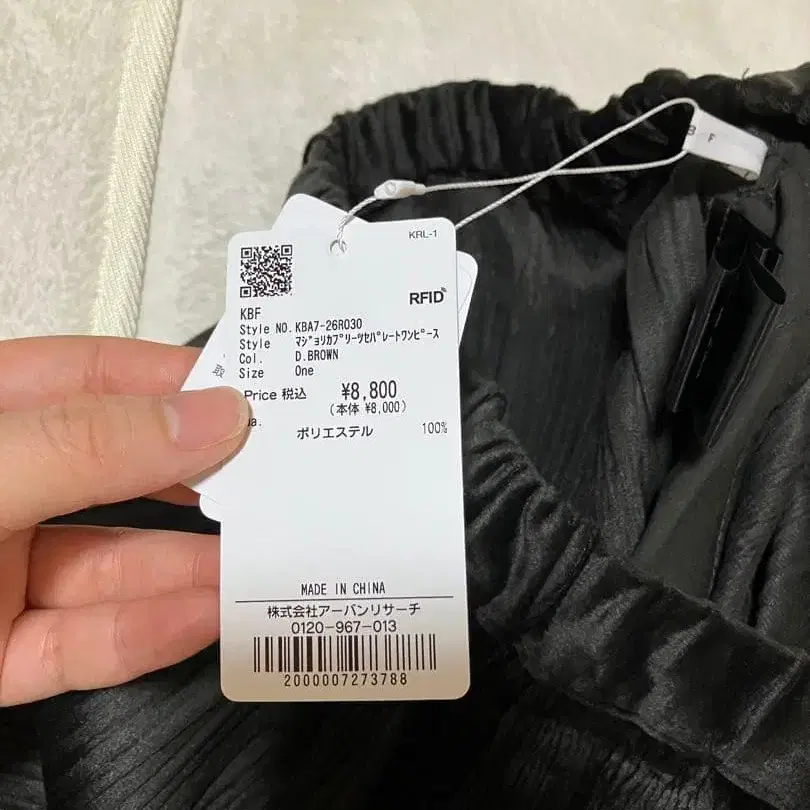 B F
KRL-1
RFID
KBF
Style NO. KBA7-26R030
Style マジョリカプリーツセパレートワンピース
Col. D.BROWN
Size One
Price 税込 ¥8,800
(本体 ¥8,000)
ポリエステル 100%
取
MADE IN CHINA
株式会社アーバンリサーチ
0120-967-013
2000007273788